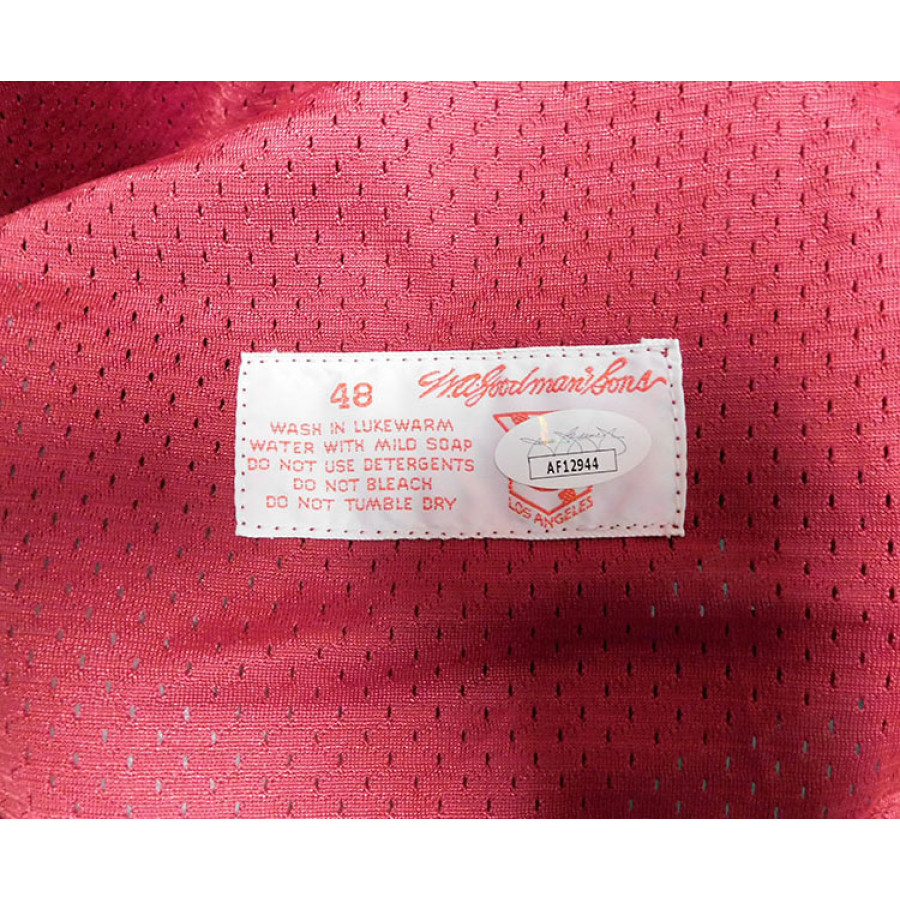 48
Wm. Goodman & Sons
WASH IN LUKEWARM
WATER WITH MILD SOAP
DO NOT USE DETERGENTS
DO NOT BLEACH
DO NOT TUMBLE DRY
AF12944
LOS ANGELES